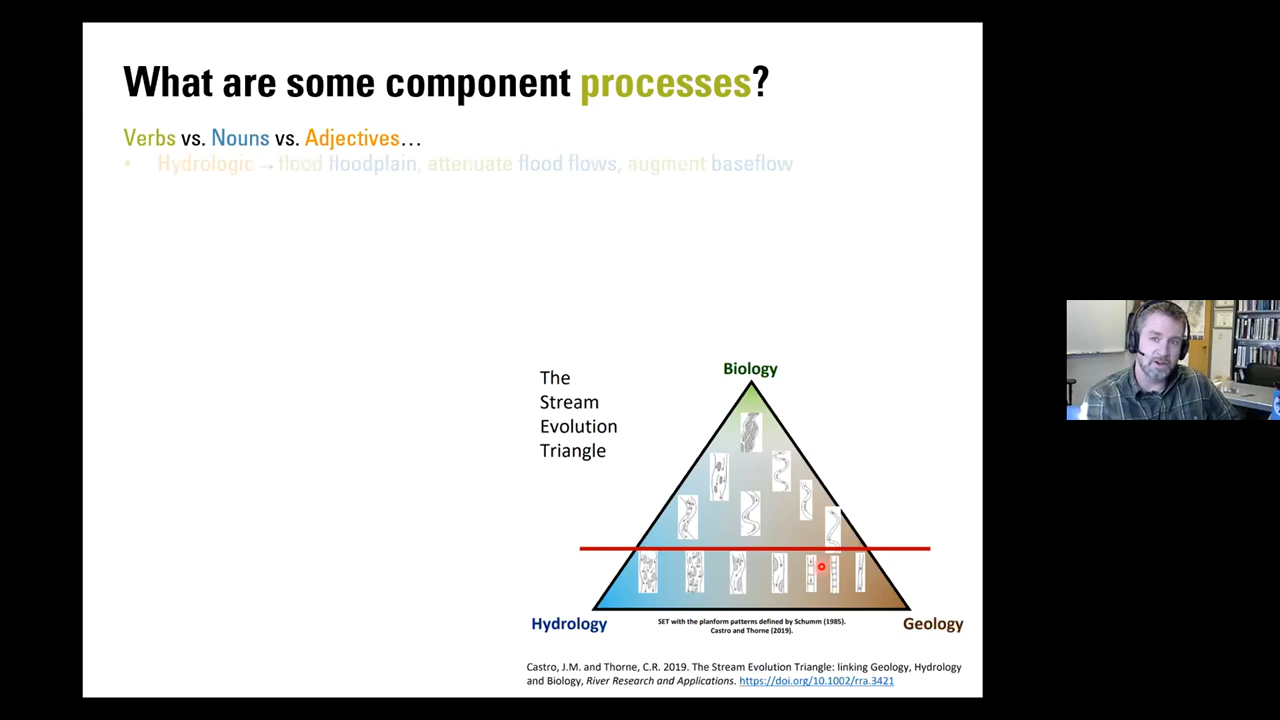 What are some component processes?
Verbs vs. Nouns vs. Adjectives…
• Hydrologic → flood floodplain, attenuate flood flows, augment baseflow
The
Stream
Evolution
Triangle
Biology
Hydrology
Geology
SET with the planform patterns defined by Schumm (1985).
Castro and Thorne (2019).
Castro, J.M. and Thorne, C.R. 2019. The Stream Evolution Triangle: linking Geology, Hydrology
and Biology, River Research and Applications. https://doi.org/10.1002/rra.3421